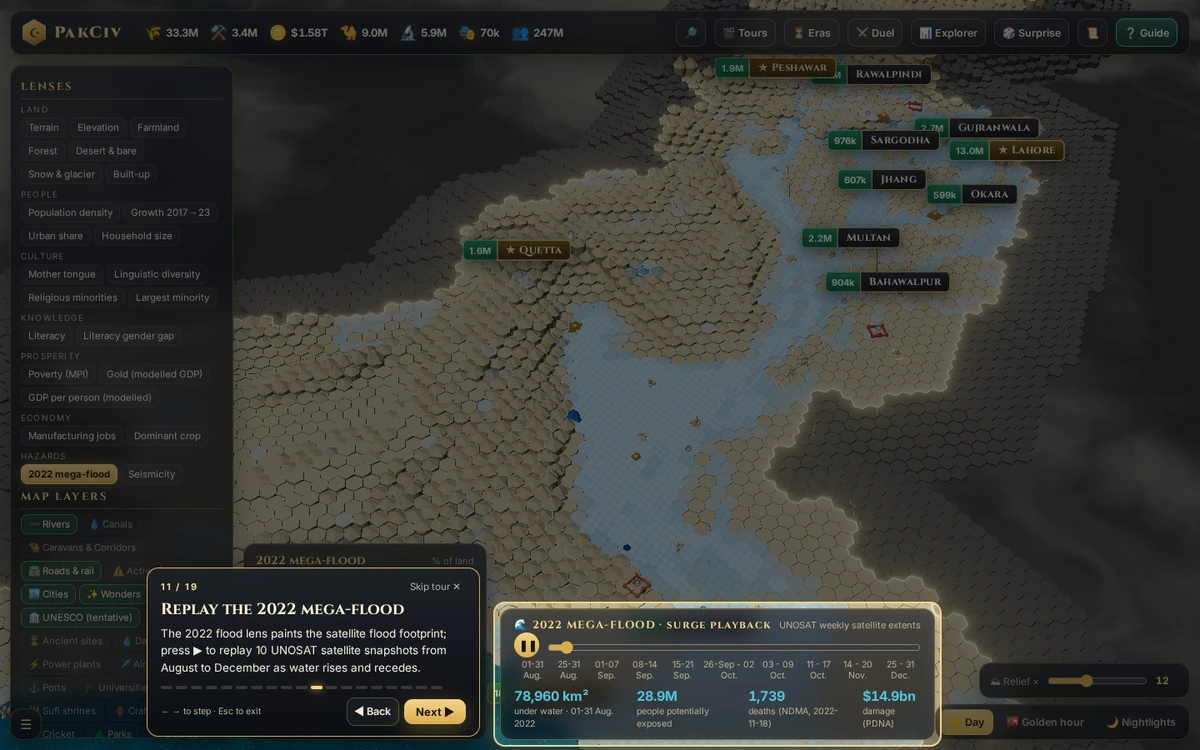 PakCiv
33.3M 3.4M $1.58T 9.0M 5.9M 70k 247M
Tours Eras Duel Explorer Surprise ? Guide
LENSES
LAND
Terrain Elevation Farmland
Forest Desert & bare
Snow & glacier Built-up
PEOPLE
Population density Growth 2017→23
Urban share Household size
CULTURE
Mother tongue Linguistic diversity
Religious minorities Largest minority
KNOWLEDGE
Literacy Literacy gender gap
PROSPERITY
Poverty (MPI) Gold (modelled GDP)
GDP per person (modelled)
ECONOMY
Manufacturing jobs Dominant crop
HAZARDS
2022 mega-flood Seismicity
MAP LAYERS
Rivers Canals
Caravans & Corridors
Roads & rail
Cities Wonders
UNESCO (tentative)
Ancient sites
Power plants
Ports
Sufi shrines
Cricket Parks
1.9M ★ Peshawar
Rawalpindi
2.7M Gujranwala
976k Sargodha
13.0M ★ Lahore
607k Jhang
599k Okara
2.2M Multan
1.6M ★ Quetta
904k Bahawalpur
2022 mega-flood % of land
11 / 19 Skip tour ✕
Replay the 2022 mega-flood
The 2022 flood lens paints the satellite flood footprint;
press ▶ to replay 10 UNOSAT satellite snapshots from
August to December as water rises and recedes.
← → to step · Esc to exit ◀ Back Next ▶
2022 mega-flood · surge playback UNOSAT weekly satellite extents
01-31 Aug. 25-31 Aug. 01-07 Sep. 08-14 Sep. 15-21 Sep. 26-Sep - 02 Oct. 03 - 09 Oct. 11 - 17 Oct. 14 - 20 Nov. 25 - 31 Dec.
78,960 km² 28.9M 1,739 $14.9bn
under water · 01-31 Aug. 2022
people potentially exposed
deaths (NDMA, 2022-11-18)
damage (PDNA)
Relief × 12
Day Golden hour Nightlights